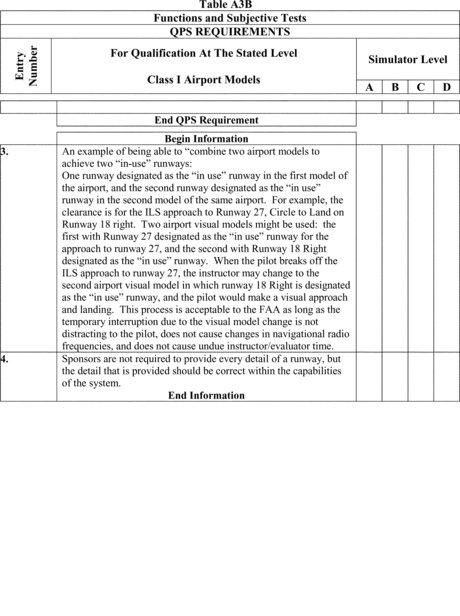 Table A3B
Functions and Subjective Tests
QPS REQUIREMENTS
Entry
Number
For Qualification At The Stated Level
Class I Airport Models
Simulator Level
A B C D
End QPS Requirement
Begin Information
3. An example of being able to “combine two airport models to
achieve two “in-use” runways:
One runway designated as the “in use” runway in the first model of
the airport, and the second runway designated as the “in use”
runway in the second model of the same airport. For example, the
clearance is for the ILS approach to Runway 27, Circle to Land on
Runway 18 right. Two airport visual models might be used: the
first with Runway 27 designated as the “in use” runway for the
approach to runway 27, and the second with Runway 18 Right
designated as the “in use” runway. When the pilot breaks off the
ILS approach to runway 27, the instructor may change to the
second airport visual model in which runway 18 Right is designated
as the “in use” runway, and the pilot would make a visual approach
and landing. This process is acceptable to the FAA as long as the
temporary interruption due to the visual model change is not
distracting to the pilot, does not cause changes in navigational radio
frequencies, and does not cause undue instructor/evaluator time.
4. Sponsors are not required to provide every detail of a runway, but
the detail that is provided should be correct within the capabilities
of the system.
End Information